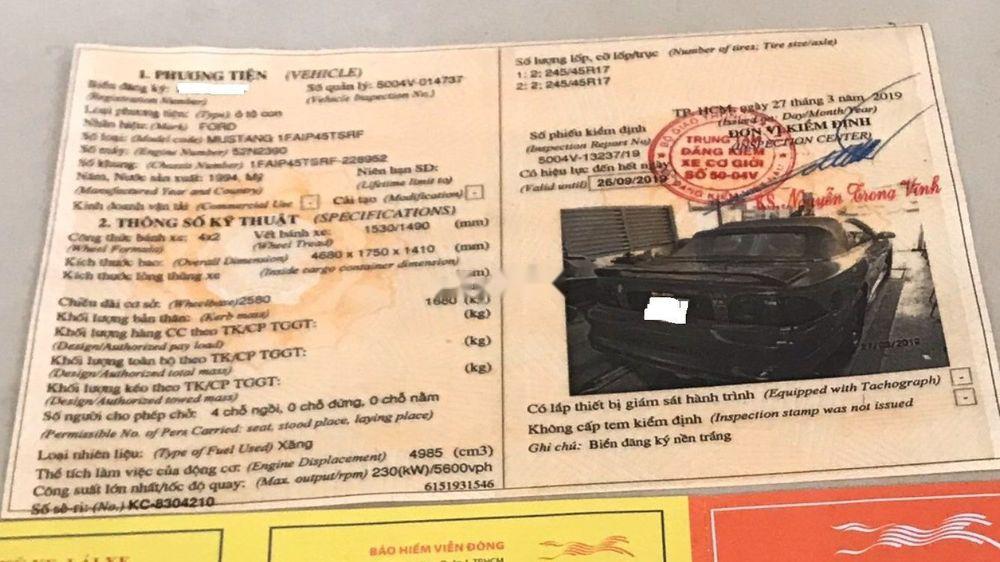 1. PHƯƠNG TIỆN (VEHICLE)
Biển đăng ký:
Số quản lý: 5004V-014737
(Registration Number)
(Vehicle Inspection No.)
Loại phương tiện: (Type) ô tô con
Nhãn hiệu: (Mark) FORD
Số loại: (Model code) MUSTANG 1FAIP45TSRF
Số máy: (Engine Number) 52N2390
Số khung: (Chassis Number) 1FAIP45TSRF-228952
Năm, Nước sản xuất: 1994, Mỹ
Niên hạn SD:
(Manufactured Year and Country)
(Lifetime limit to)
Kinh doanh vận tải (Commercial Use) - Cải tạo (Modification) -
2. THÔNG SỐ KỸ THUẬT (SPECIFICATIONS)
Công thức bánh xe: 4x2 Vết bánh xe: 1530/1490 (mm)
(Wheel Formula) (Wheel Tread)
Kích thước bao: (Overall Dimension) 4680 x 1750 x 1410 (mm)
Kích thước lòng thùng xe (Inside cargo container dimension)
Chiều dài cơ sở: (Wheelbase) 2580
Khối lượng bản thân: (Kerb mass) (kg)
Khối lượng hàng CC theo TK/CP TGGT: (kg)
(Design/Authorized pay load)
Khối lượng toàn bộ theo TK/CP TGGT: (kg)
(Design/Authorized total mass)
Khối lượng kéo theo TK/CP TGGT:
(Design/Authorized towed mass)
Số người cho phép chở: 4 chỗ ngồi, 0 chỗ đứng, 0 chỗ nằm
(Permissible No. of Pers Carried: seat, stood place, laying place)
Loại nhiên liệu: (Type of Fuel Used) Xăng
Thể tích làm việc của động cơ: (Engine Displacement) 4985 (cm3)
Công suất lớn nhất/tốc độ quay: (Max. output/rpm) 230(kW)/5600vph
6151931546
Số sê-ri: (No.) KC-8304210
Số lượng lốp, cỡ lốp/trục (Number of tires; Tire size/axle)
1: 2; 245/45R17
2: 2; 245/45R17
TP. HCM, ngày 27 tháng 3 năm 2019
(Issued on: Day/Month/Year)
Số phiếu kiểm định
ĐƠN VỊ KIỂM ĐỊNH
(Inspection Report No)
(INSPECTION CENTER)
5004V-13237/19
Có hiệu lực đến hết ngày
(Valid until) 26/09/2019
TRUNG TÂM
ĐĂNG KIỂM
XE CƠ GIỚI
SỐ 50-04V
KS. Nguyễn Trong Vinh
27/03/2019
Có lắp thiết bị giám sát hành trình (Equipped with Tachograph) -
Không cấp tem kiểm định (Inspection stamp was not issued -
Ghi chú: Biển đăng ký nền trắng
BẢO HIỂM VIỄN ĐÔNG